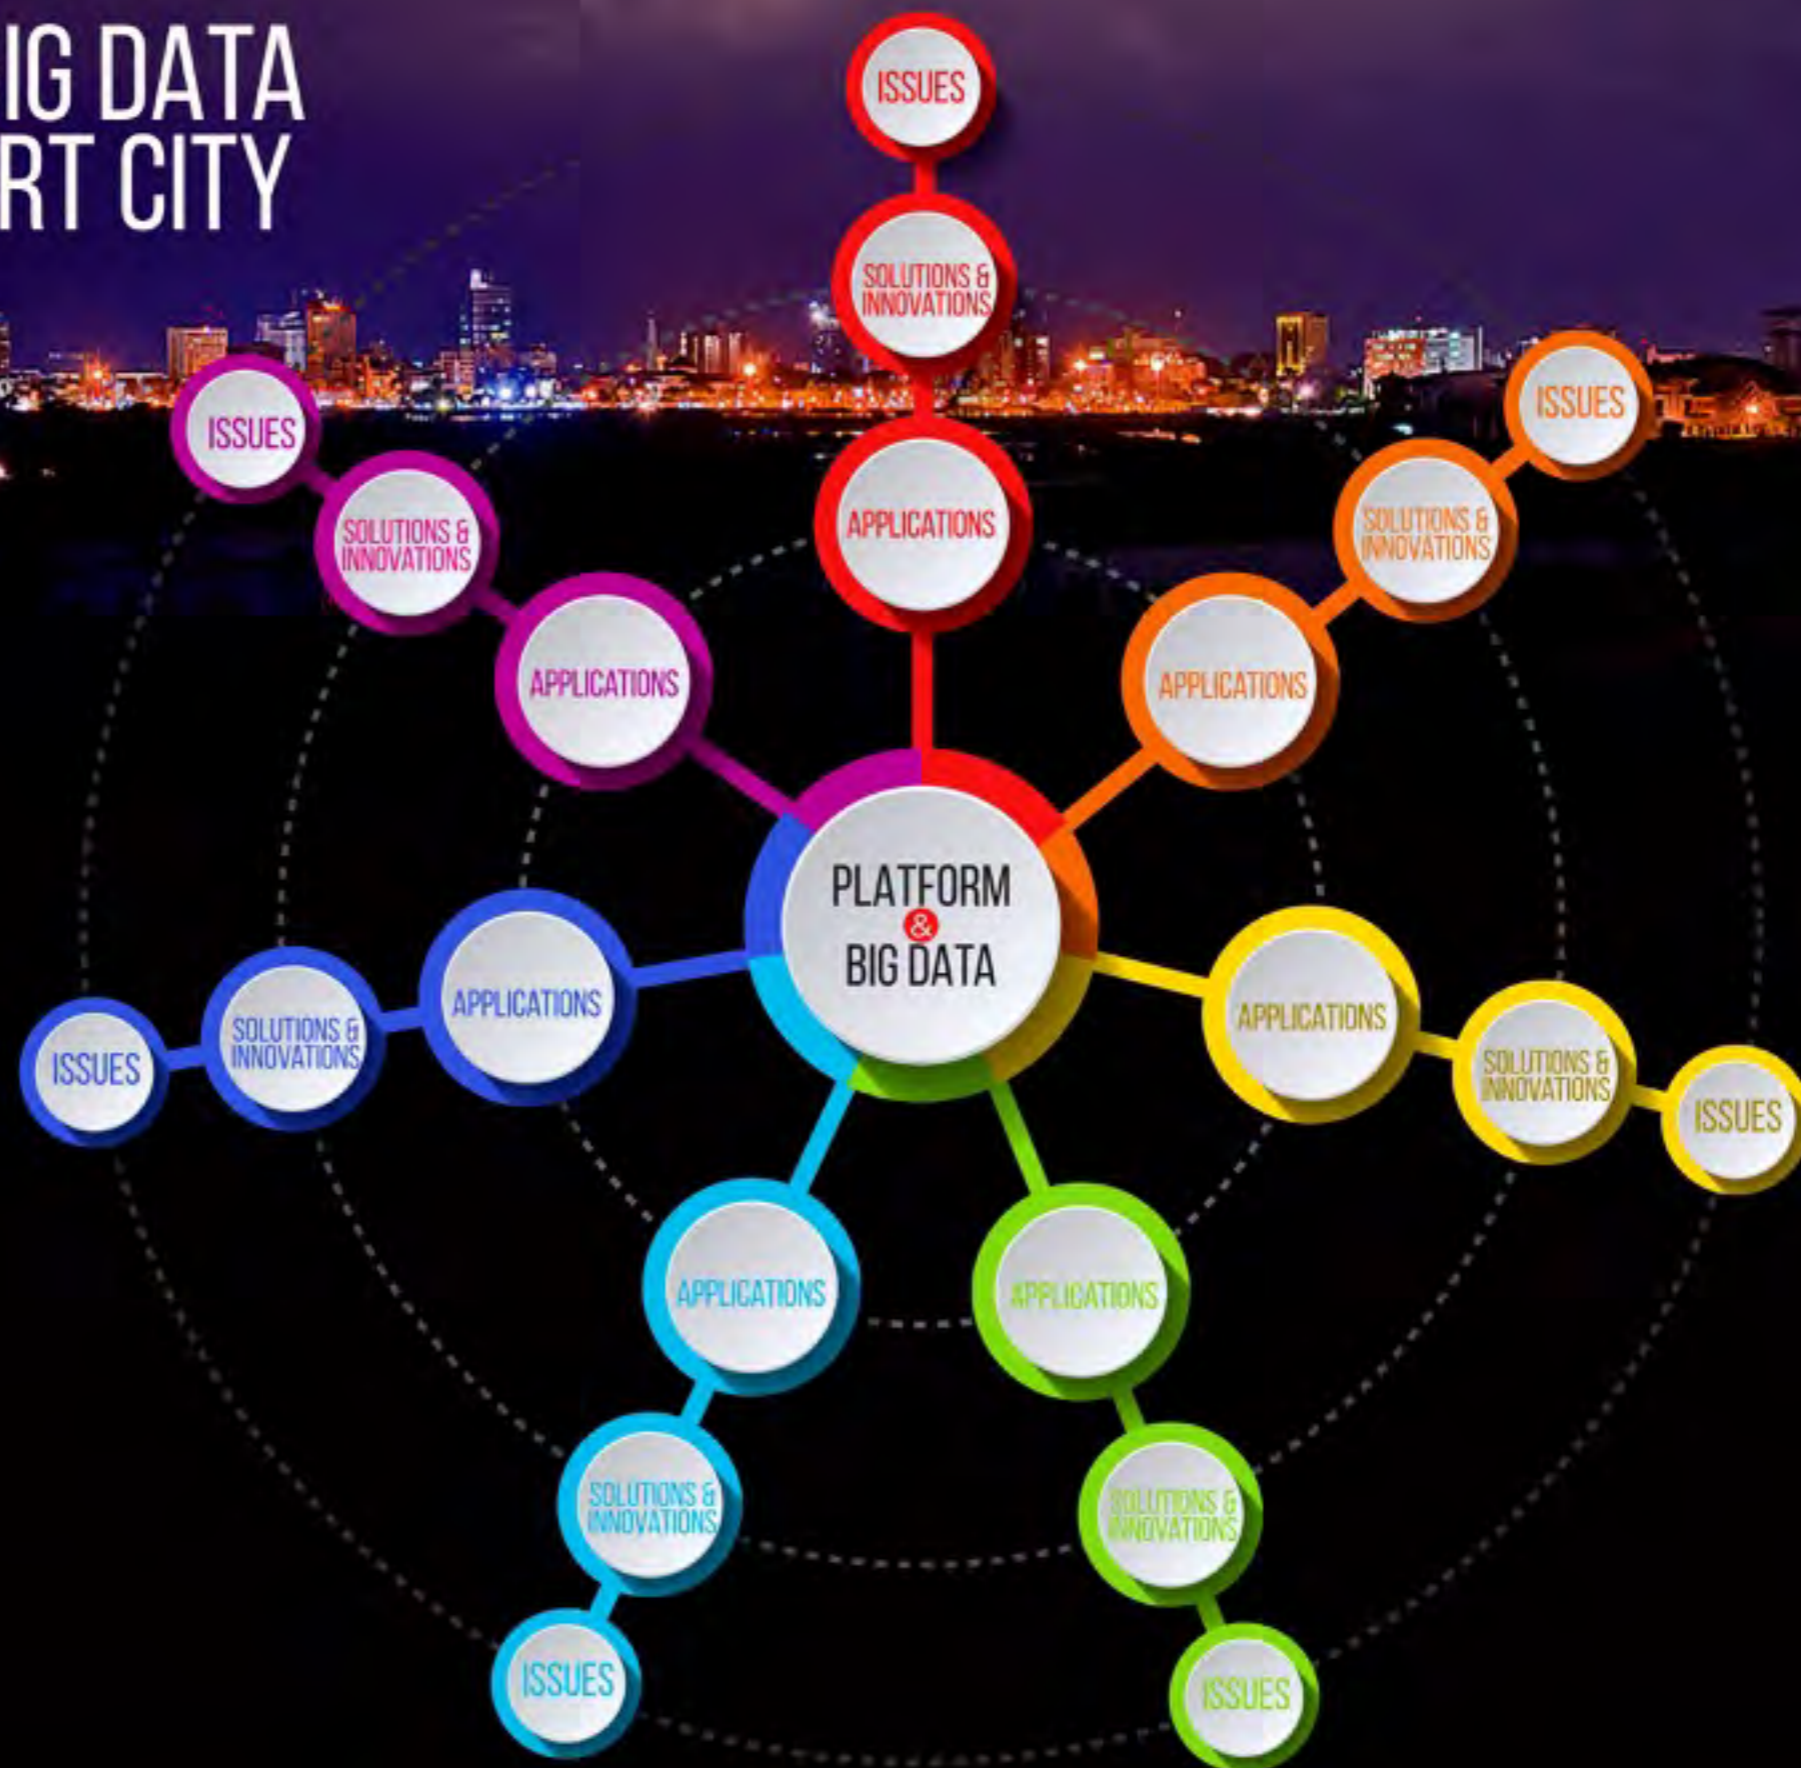 IG DATA
RT CITY
ISSUES
SOLUTIONS &
INNOVATIONS
APPLICATIONS
ISSUES
SOLUTIONS &
INNOVATIONS
APPLICATIONS
ISSUES
SOLUTIONS &
INNOVATIONS
APPLICATIONS
PLATFORM
&
BIG DATA
ISSUES
SOLUTIONS &
INNOVATIONS
APPLICATIONS
APPLICATIONS
SOLUTIONS &
INNOVATIONS
ISSUES
APPLICATIONS
SOLUTIONS &
INNOVATIONS
ISSUES
APPLICATIONS
SOLUTIONS &
INNOVATIONS
ISSUES